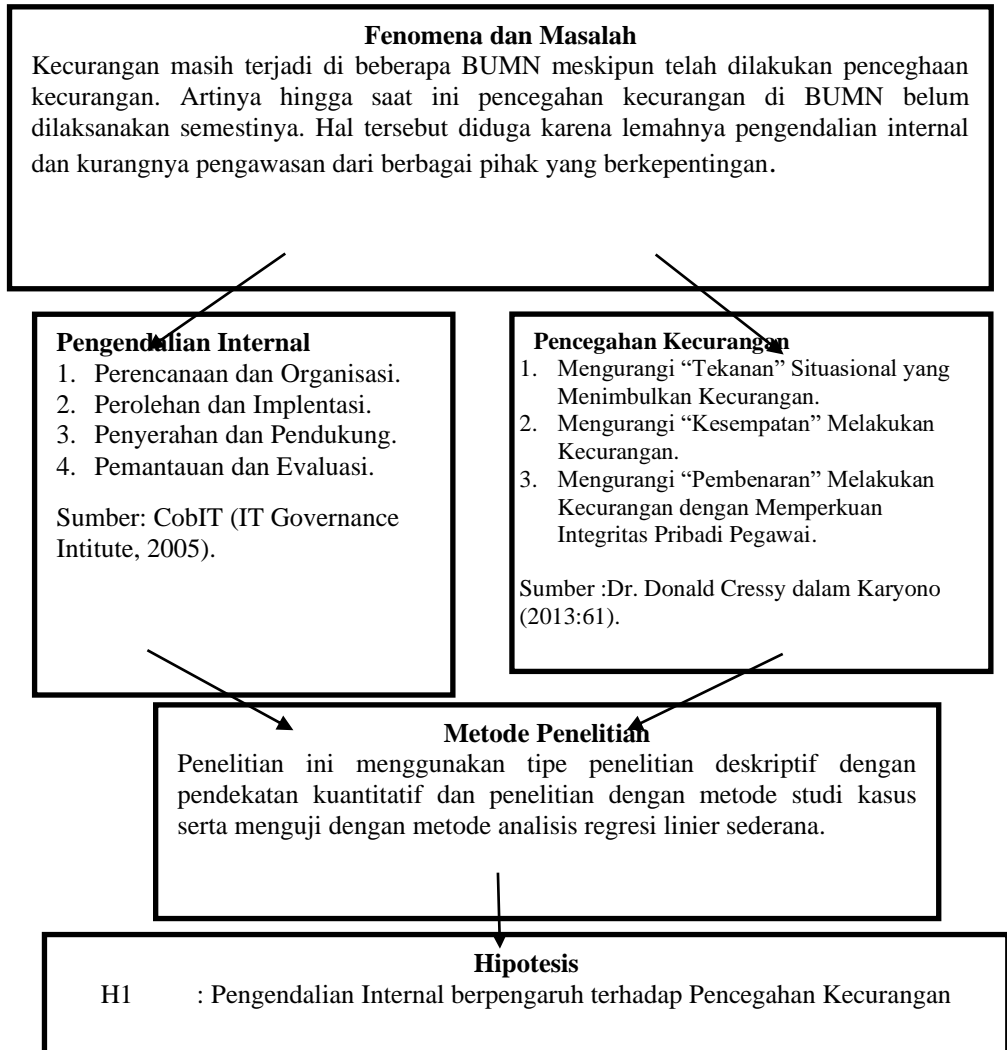 Fenomena dan Masalah
Kecurangan masih terjadi di beberapa BUMN meskipun telah dilakukan penceghaan
kecurangan. Artinya hingga saat ini pencegahan kecurangan di BUMN belum
dilaksanakan semestinya. Hal tersebut diduga karena lemahnya pengendalian internal
dan kurangnya pengawasan dari berbagai pihak yang berkepentingan.
Pengendalian Internal
1. Perencanaan dan Organisasi.
2. Perolehan dan Implentasi.
3. Penyerahan dan Pendukung.
4. Pemantauan dan Evaluasi.
Sumber: CobIT (IT Governance
Intitute, 2005).
Pencegahan Kecurangan
1. Mengurangi “Tekanan” Situasional yang
Menimbulkan Kecurangan.
2. Mengurangi “Kesempatan” Melakukan
Kecurangan.
3. Mengurangi “Pembenaran” Melakukan
Kecurangan dengan Memperkuan
Integritas Pribadi Pegawai.
Sumber :Dr. Donald Cressy dalam Karyono
(2013:61).
Metode Penelitian
Penelitian ini menggunakan tipe penelitian deskriptif dengan
pendekatan kuantitatif dan penelitian dengan metode studi kasus
serta menguji dengan metode analisis regresi linier sederana.
Hipotesis
H1 : Pengendalian Internal berpengaruh terhadap Pencegahan Kecurangan